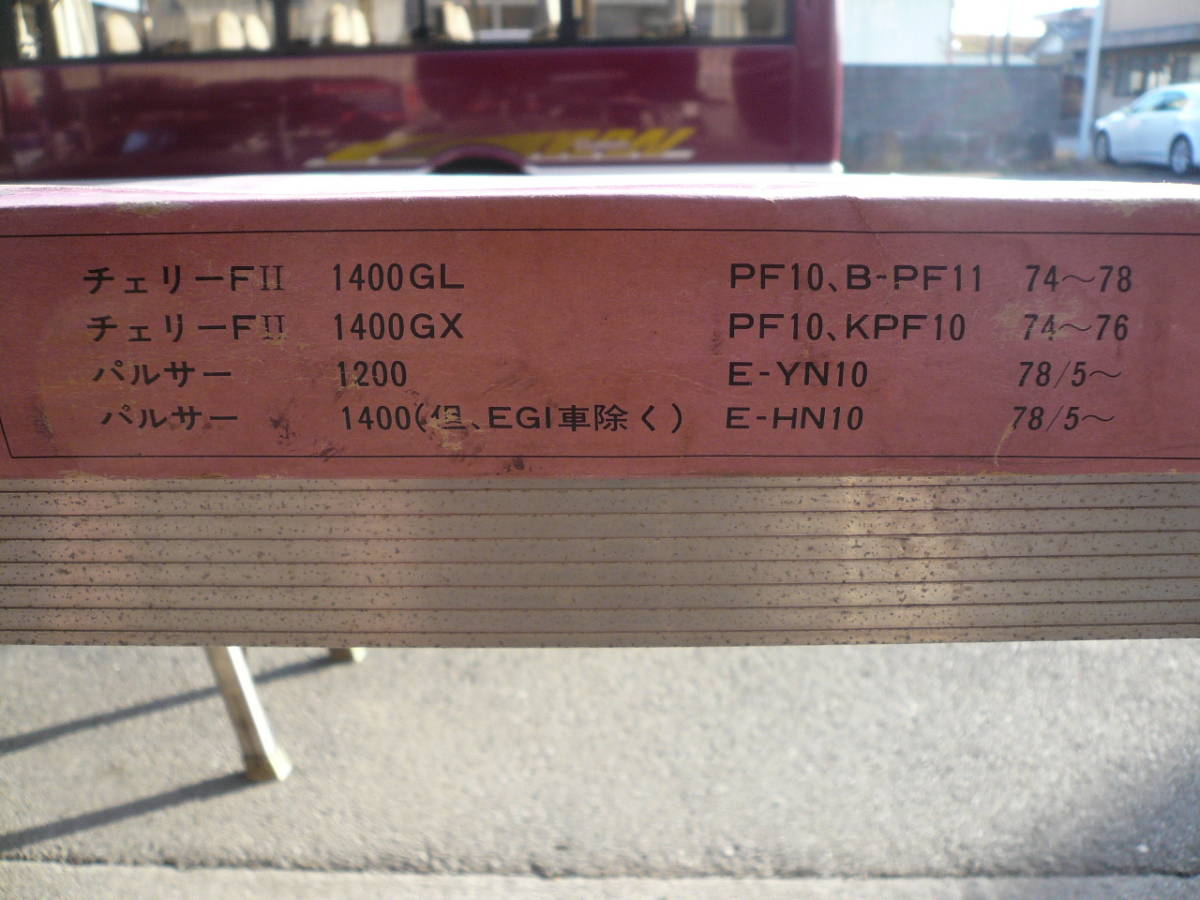 チェリーFII 1400GL PF10、B-PF11 74～78
チェリーFII 1400GX PF10、KPF10 74～76
パルサー 1200 E-YN10 78/5～
パルサー 1400(但、EGI車除く) E-HN10 78/5～